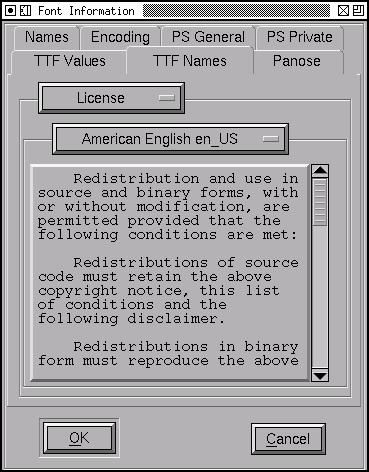 Font Information
Names Encoding PS General PS Private
TTF Values TTF Names Panose
License
American English en_US
Redistribution and use in
source and binary forms, with
or without modification, are
permitted provided that the
following conditions are met:
Redistributions of source
code must retain the above
copyright notice, this list
of conditions and the
following disclaimer.
Redistributions in binary
form must reproduce the above
OK Cancel